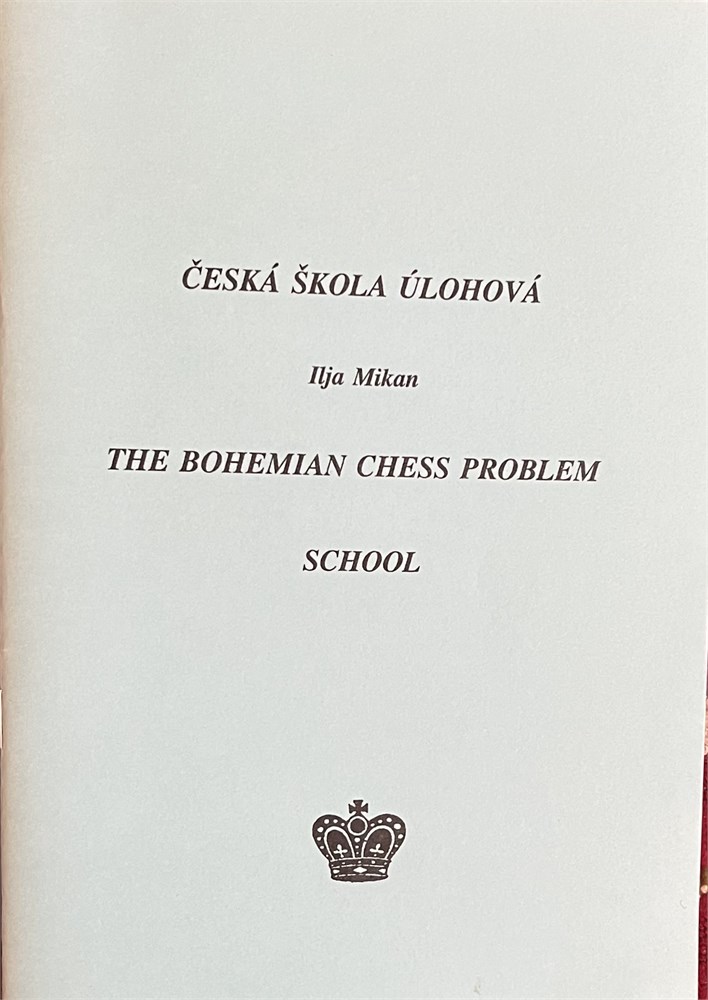 ČESKÁ ŠKOLA ÚLOHOVÁ
Ilja Mikan
THE BOHEMIAN CHESS PROBLEM
SCHOOL